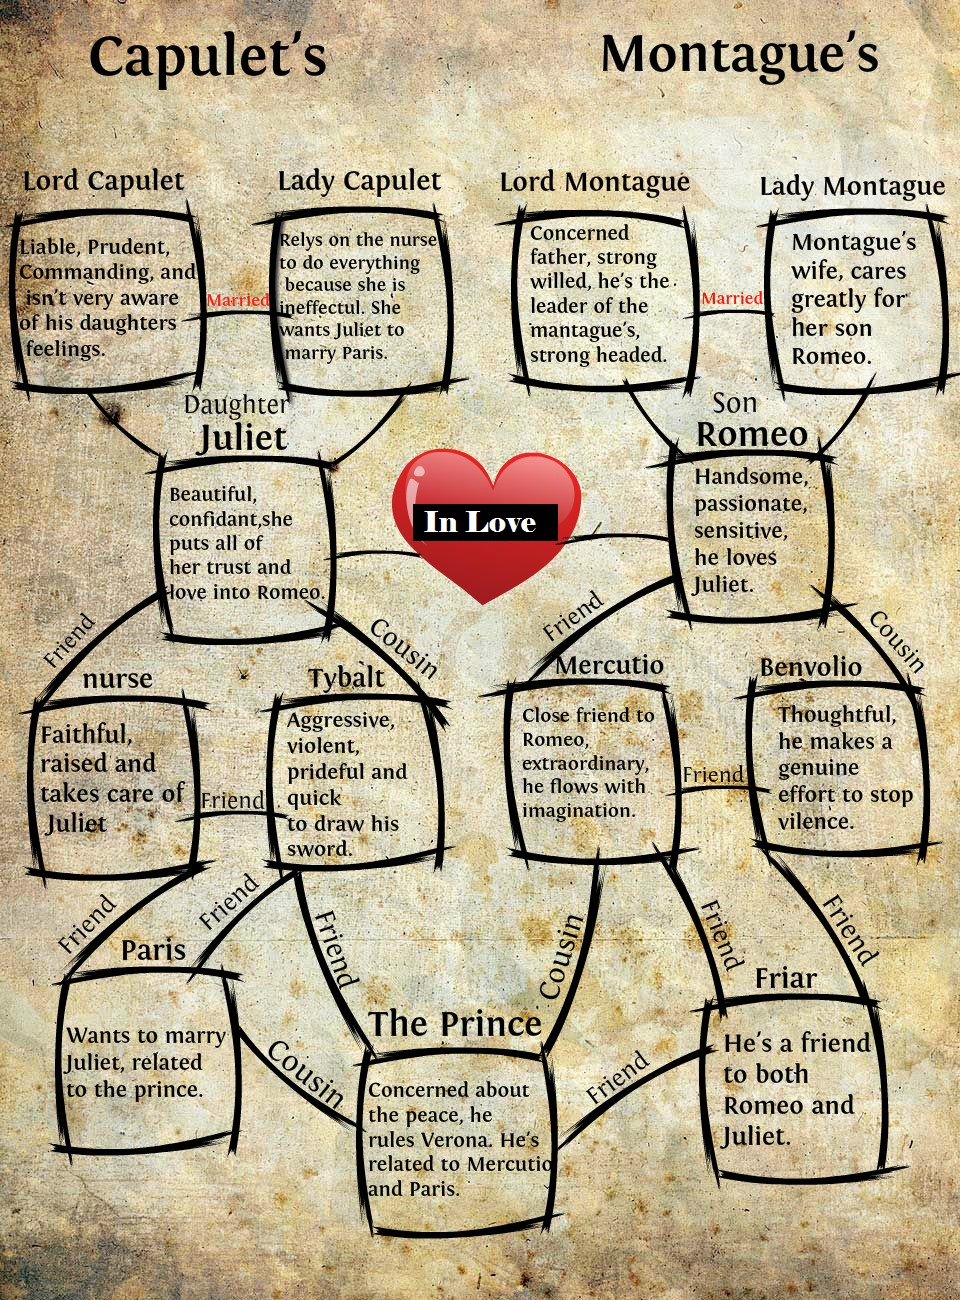 Capulet's
Montague's
Lord Capulet
Lady Capulet
Lord Montague
Lady Montague
Liable, Prudent,
Commanding, and
isn't very aware
of his daughters
feelings.
Married
Relys on the nurse
to do everything
because she is
ineffectul. She
wants Juliet to
marry Paris.
Concerned
father, strong
willed, he's the
leader of the
mantague's,
strong headed.
Married
Montague's
wife, cares
greatly for
her son
Romeo.
Daughter
Juliet
Son
Romeo
Beautiful,
confidant,she
puts all of
her trust and
love into Romeo.
In Love
Handsome,
passionate,
sensitive,
he loves
Juliet.
Friend
Cousin
Friend
Cousin
nurse
Tybalt
Mercutio
Benvolio
Faithful,
raised and
takes care of
Juliet
Friend
Aggressive,
violent,
prideful and
quick
to draw his
sword.
Close friend to
Romeo,
extraordinary,
he flows with
imagination.
Friend
Thoughtful,
he makes a
genuine
effort to stop
vilence.
Friend
Friend
Friend
Cousin
Friend
Friend
Paris
The Prince
Friar
Wants to marry
Juliet, related
to the prince.
Cousin
Concerned about
the peace, he
rules Verona. He's
related to Mercutio
and Paris.
Friend
He's a friend
to both
Romeo and
Juliet.